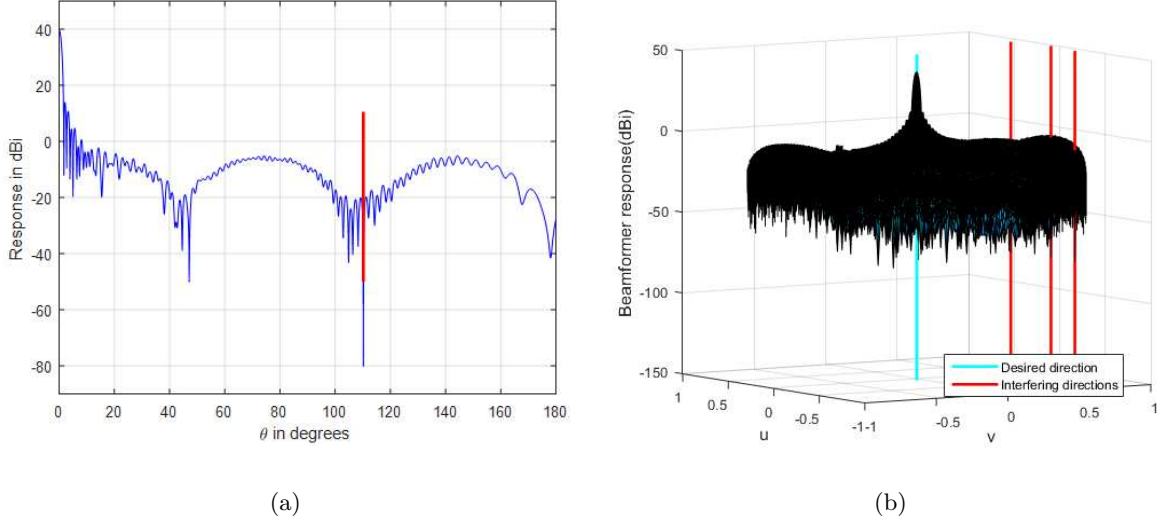 40
20
0
-20
-40
-60
-80
0 20 40 60 80 100 120 140 160 180
Response in dBi
θ in degrees
(a)
50
0
-50
-100
-150
Beamformer response(dBi)
1 0.5 0 -0.5 -1
u
-1 -0.5 0 0.5 1
v
Desired direction
Interfering directions
(b)